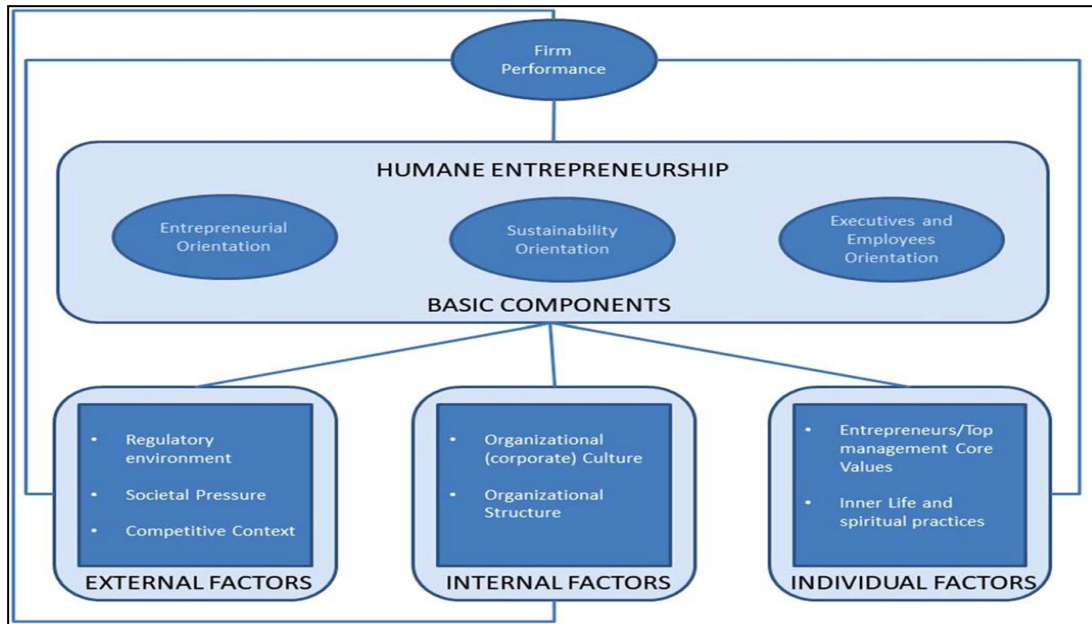 Firm
Performance
HUMANE ENTREPRENEURSHIP
Entrepreneurial
Orientation
Sustainability
Orientation
Executives and
Employees
Orientation
BASIC COMPONENTS
• Regulatory
environment
• Societal Pressure
• Competitive Context
EXTERNAL FACTORS
• Organizational
(corporate) Culture
• Organizational
Structure
INTERNAL FACTORS
• Entrepreneurs/Top
management Core
Values
• Inner Life and
spiritual practices
INDIVIDUAL FACTORS